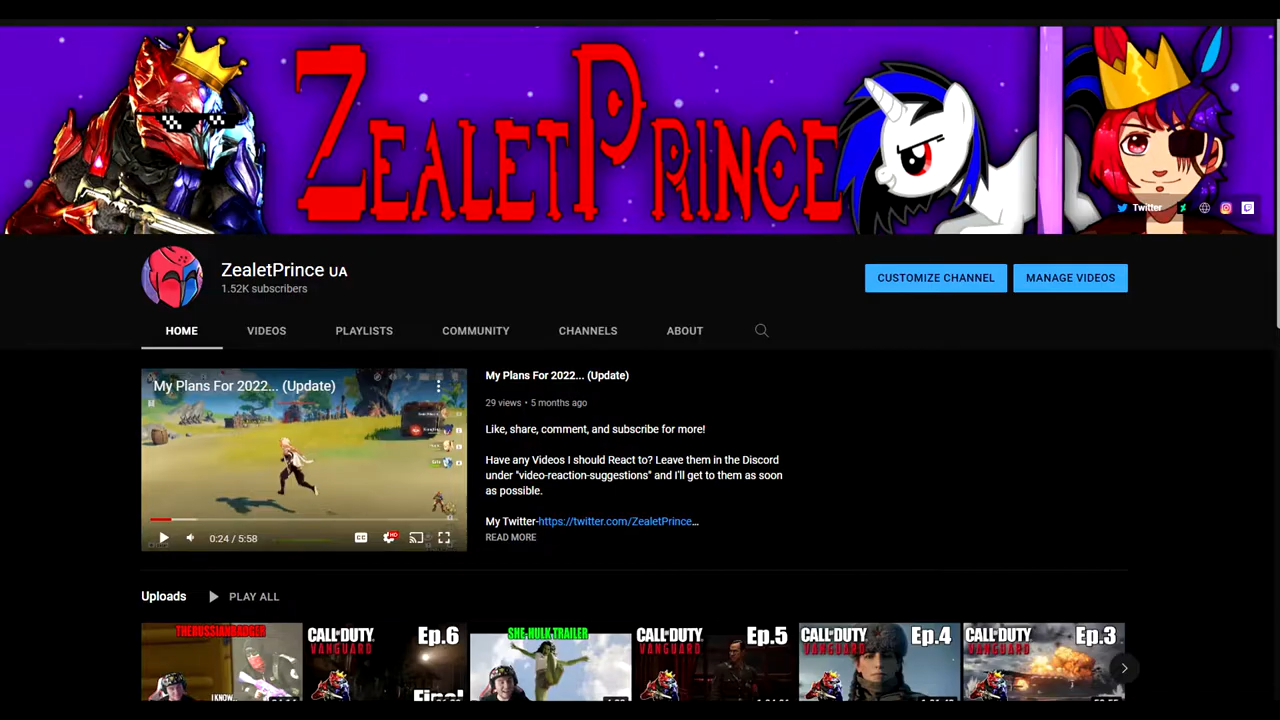 ZEALETPRINCE
Twitter
ZealetPrince UA
1.52K subscribers
CUSTOMIZE CHANNEL
MANAGE VIDEOS
HOME
VIDEOS
PLAYLISTS
COMMUNITY
CHANNELS
ABOUT
My Plans For 2022... (Update)
0:24 / 5:58
CC
HD
My Plans For 2022... (Update)
29 views • 5 months ago
Like, share, comment, and subscribe for more!
Have any Videos I should React to? Leave them in the Discord
under "video-reaction-suggestions" and I'll get to them as soon
as possible.
My Twitter-https://twitter.com/ZealetPrince...
READ MORE
Uploads
PLAY ALL
THERUSSIANBADGER
I KNOW...
CALL OF DUTY
VANGUARD
Ep.6
Final
SHE-HULK TRAILER
CALL OF DUTY
VANGUARD
Ep.5
CALL OF DUTY
VANGUARD
Ep.4
CALL OF DUTY
VANGUARD
Ep.3